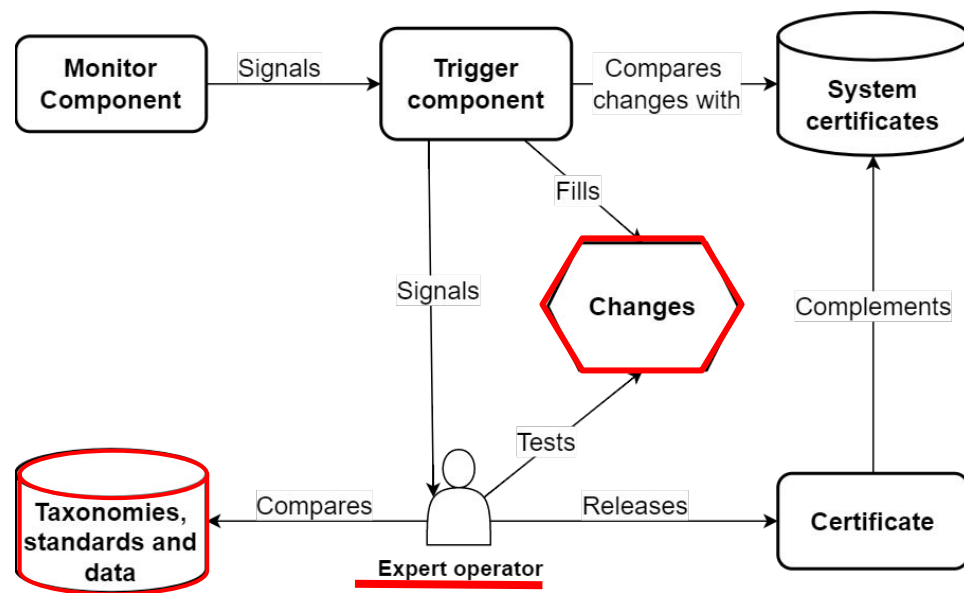 Monitor
Component
Signals
Trigger
component
Compares
changes with
System
certificates
Fills
Signals
Changes
Complements
Tests
Taxonomies,
standards and
data
Compares
Expert operator
Releases
Certificate